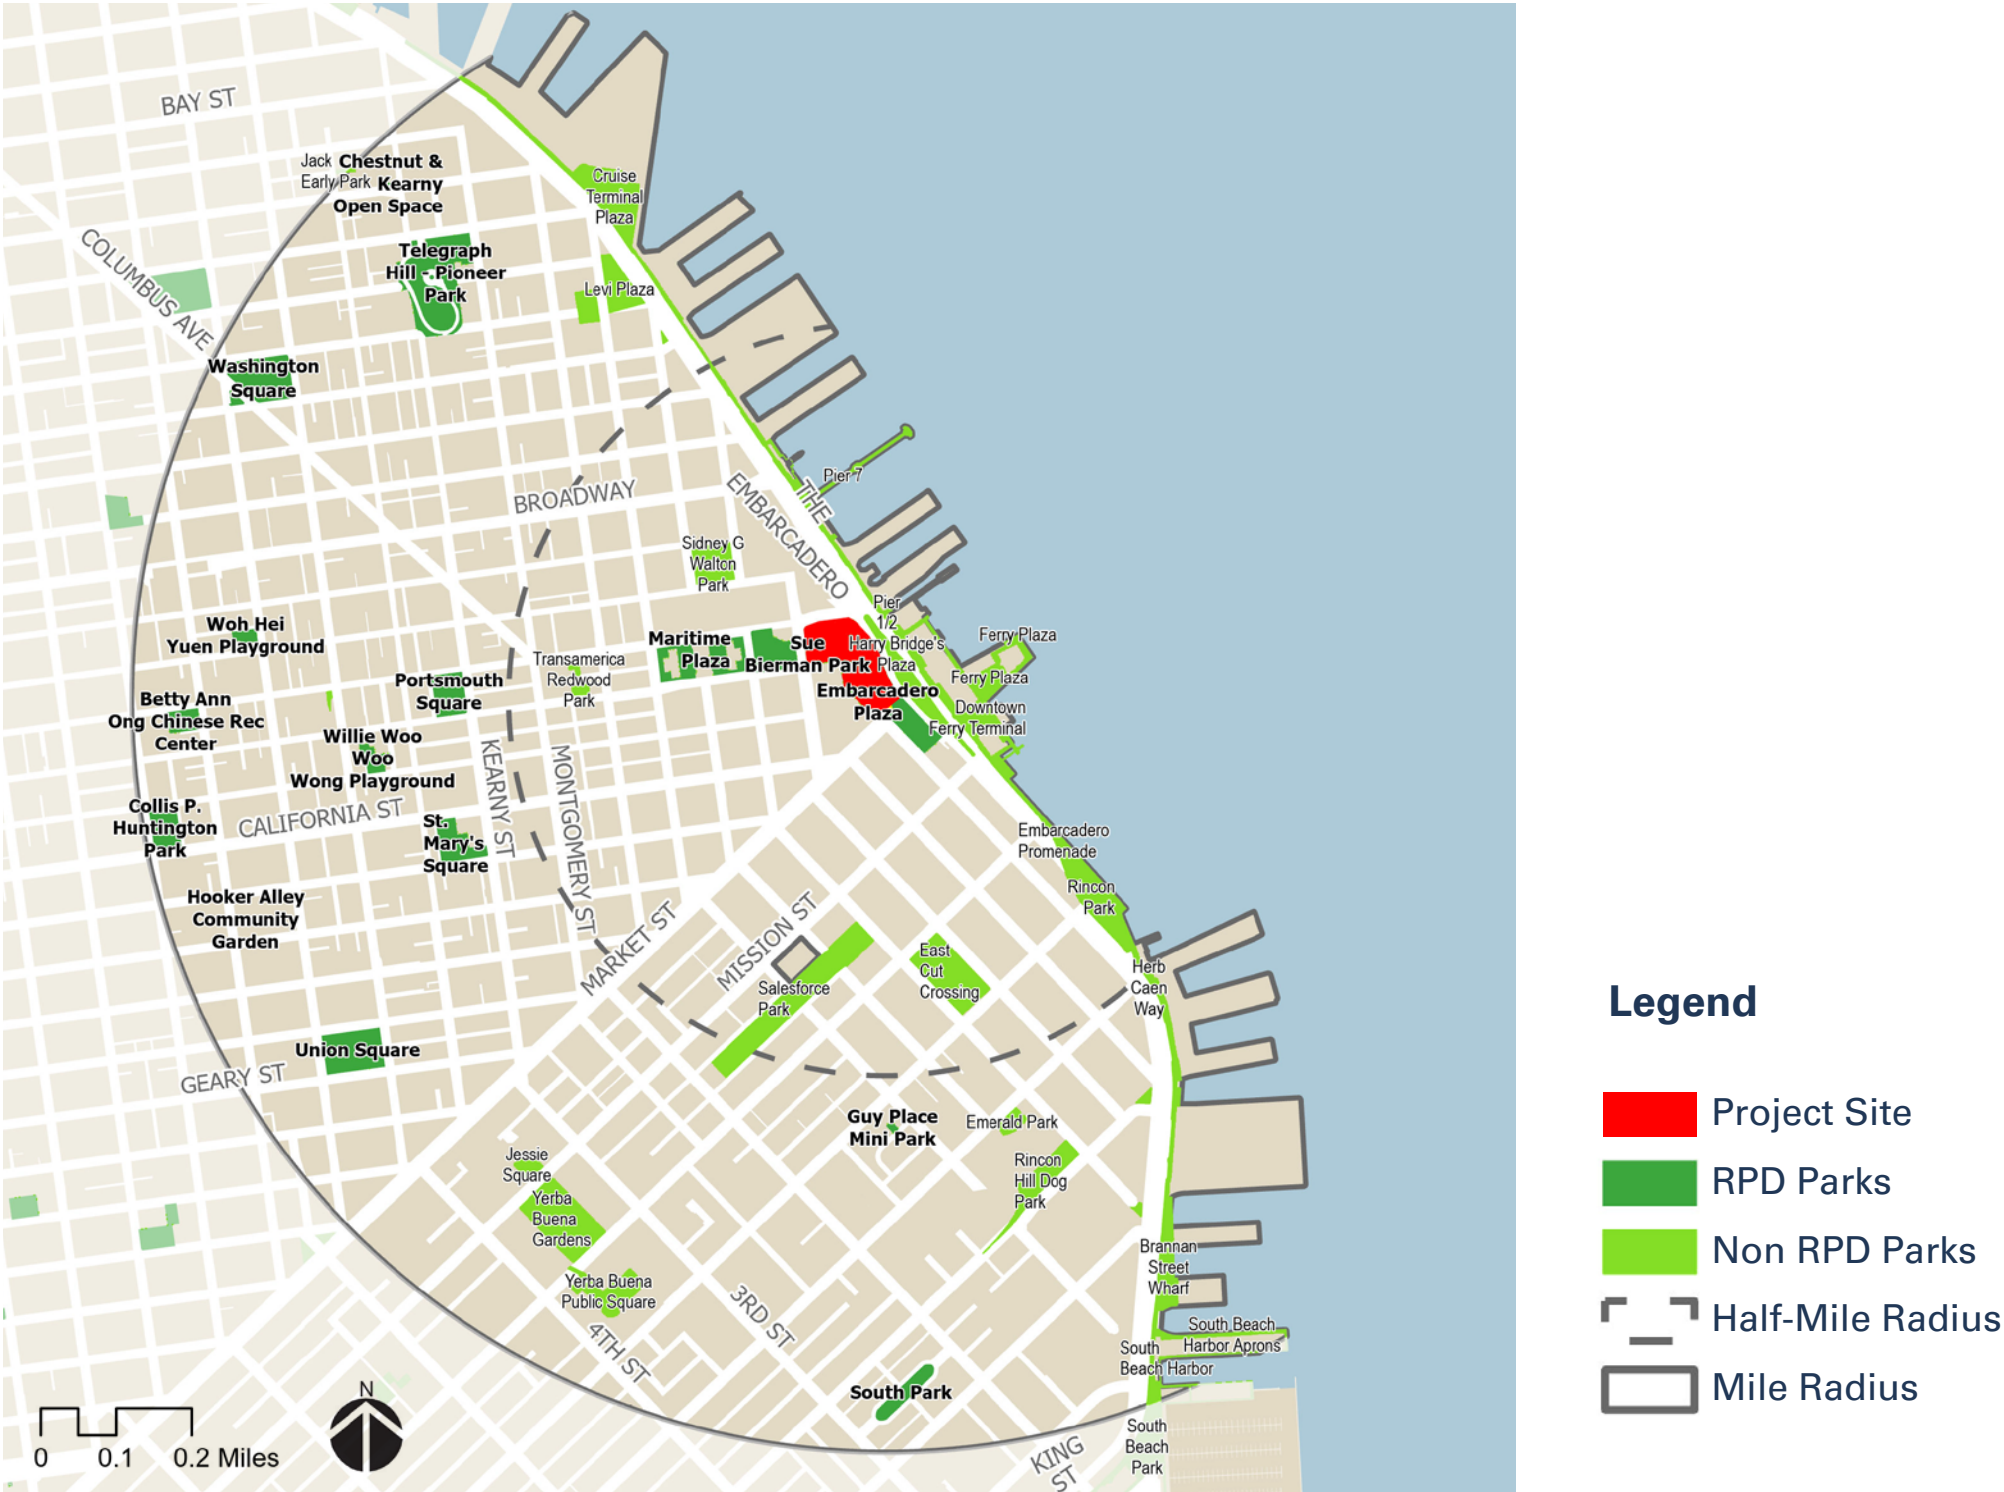 BAY ST
Jack
Early Park
Chestnut &
Kearny
Open Space
Cruise
Terminal
Plaza
COLUMBUS AVE
Telegraph
Hill - Pioneer
Park
Levi Plaza
Washington
Square
BROADWAY
THE
EMBARCADERO
Pier 7
Sidney G
Walton
Park
Pier
1/2
Woh Hei
Yuen Playground
Maritime
Plaza
Sue
Bierman Park
Harry Bridge's
Plaza
Ferry Plaza
Ferry Plaza
Transamerica
Redwood
Park
Portsmouth
Square
Embarcadero
Plaza
Downtown
Ferry Terminal
Betty Ann
Ong Chinese Rec
Center
Willie Woo
Woo
Wong Playground
KEARNY ST
MONTGOMERY ST
Collis P.
Huntington
Park
CALIFORNIA ST
St.
Mary's
Square
Embarcadero
Promenade
Rincon
Park
Hooker Alley
Community
Garden
MARKET ST
MISSION ST
Salesforce
Park
East
Cut
Crossing
Herb
Caen
Way
Union Square
GEARY ST
Guy Place
Mini Park
Emerald Park
Jessie
Square
Yerba
Buena
Gardens
Rincon
Hill Dog
Park
Yerba Buena
Public Square
Brannan
Street
Wharf
3RD ST
4TH ST
South Beach
Harbor Aprons
South
Beach Harbor
South Park
South
Beach
Park
KING
ST
N
0 0.1 0.2 Miles
Legend
Project Site
RPD Parks
Non RPD Parks
Half-Mile Radius
Mile Radius